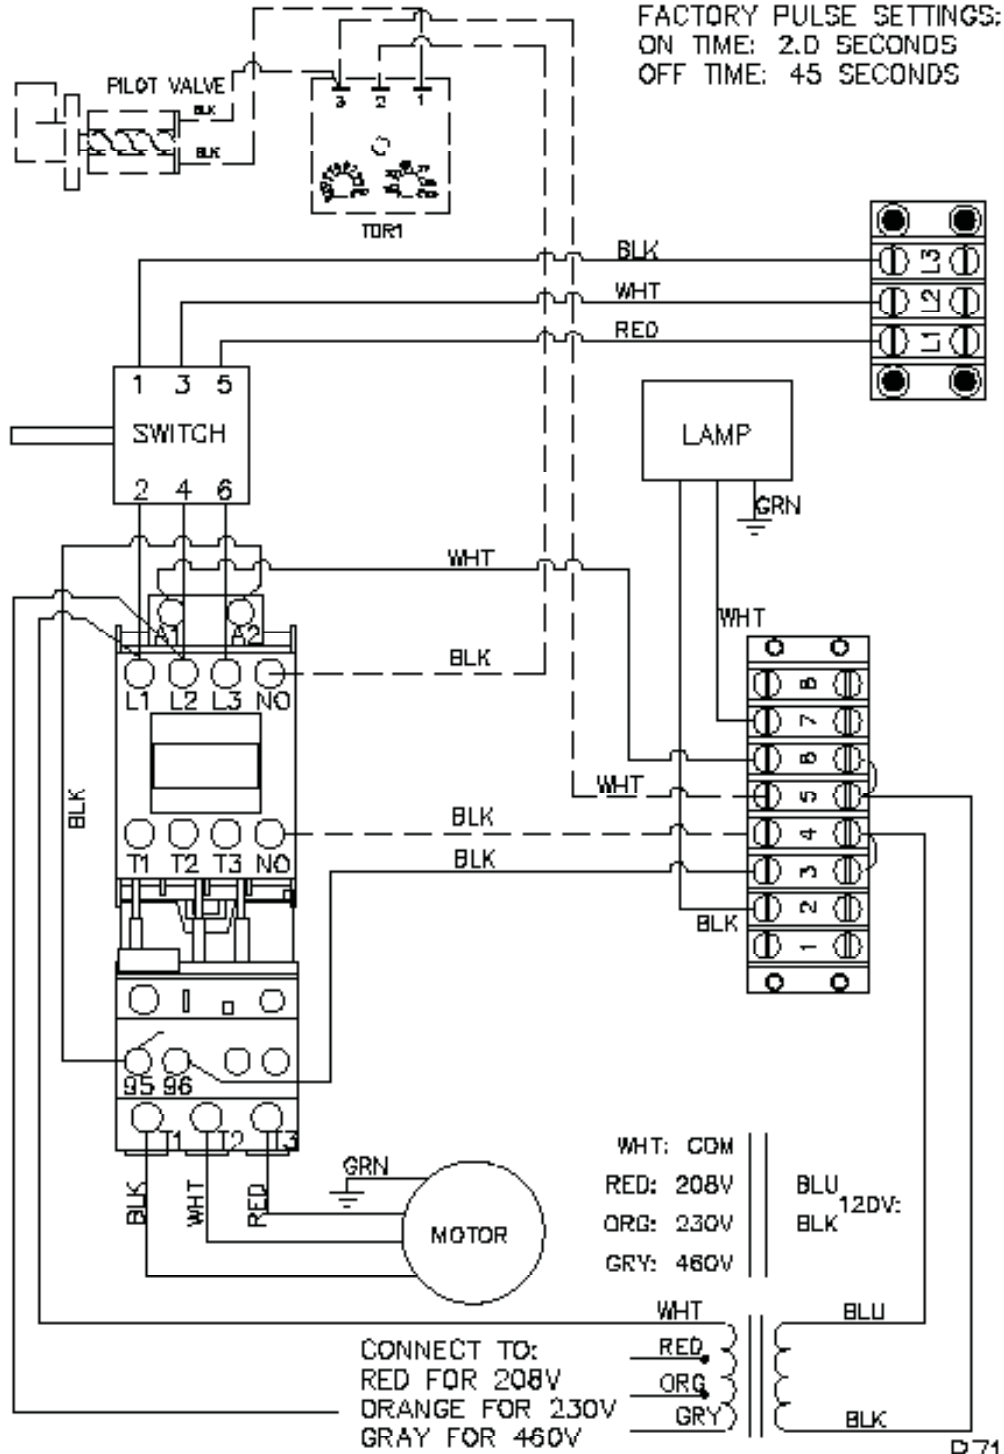 FACTORY PULSE SETTINGS:
ON TIME: 2.0 SECONDS
OFF TIME: 45 SECONDS
PILOT VALVE
BLK
BLK
3 2 1
TDR1
BLK
WHT
RED
L3
L2
L1
1 3 5
SWITCH
2 4 6
LAMP
GRN
WHT
WHT
A1 A2
BLK
L1 L2 L3 NO
8
7
6
5
4
3
2
1
WHT
BLK
BLK
BLK
BLK
T1 T2 T3 NO
95 96
T1 T2 T3
BLK
WHT
RED
GRN
MOTOR
WHT: COM
RED: 208V
ORG: 230V
GRY: 460V
BLU
BLK
120V:
WHT
RED
ORG
GRY
BLU
BLK
CONNECT TO:
RED FOR 208V
ORANGE FOR 230V
GRAY FOR 460V